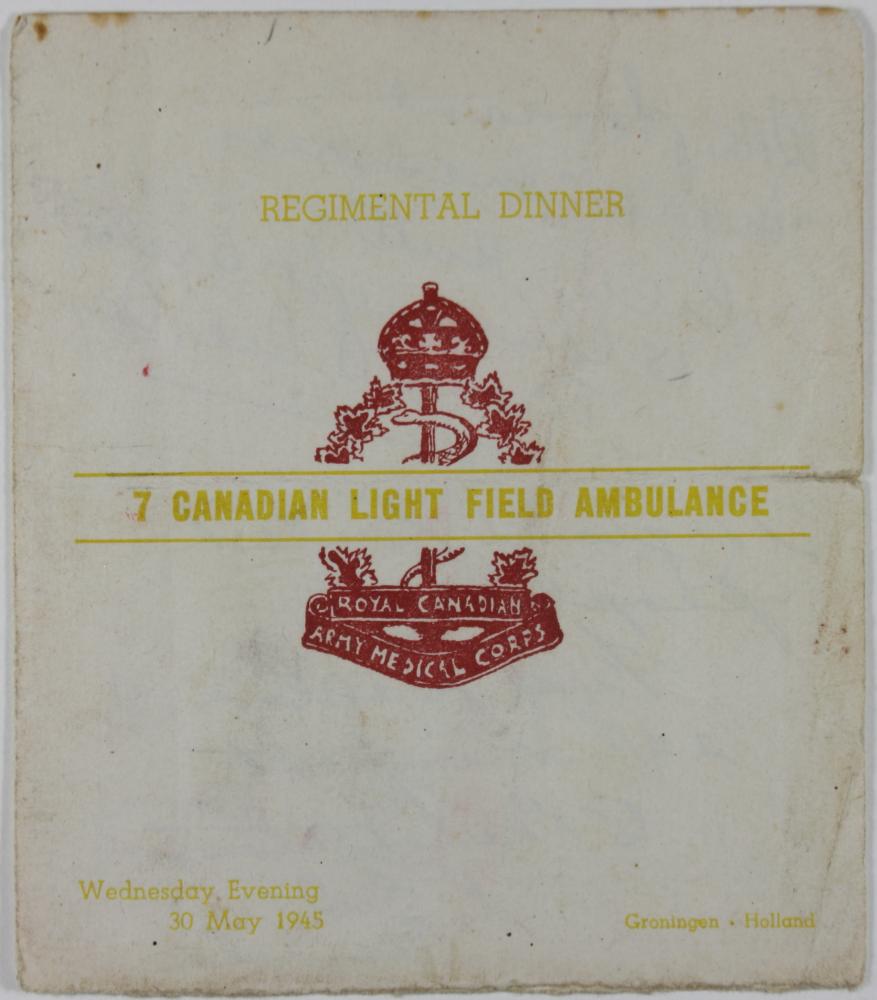 REGIMENTAL DINNER
7 CANADIAN LIGHT FIELD AMBULANCE
ROYAL CANADIAN
ARMY MEDICAL CORPS
Wednesday Evening
30 May 1945
Groningen · Holland